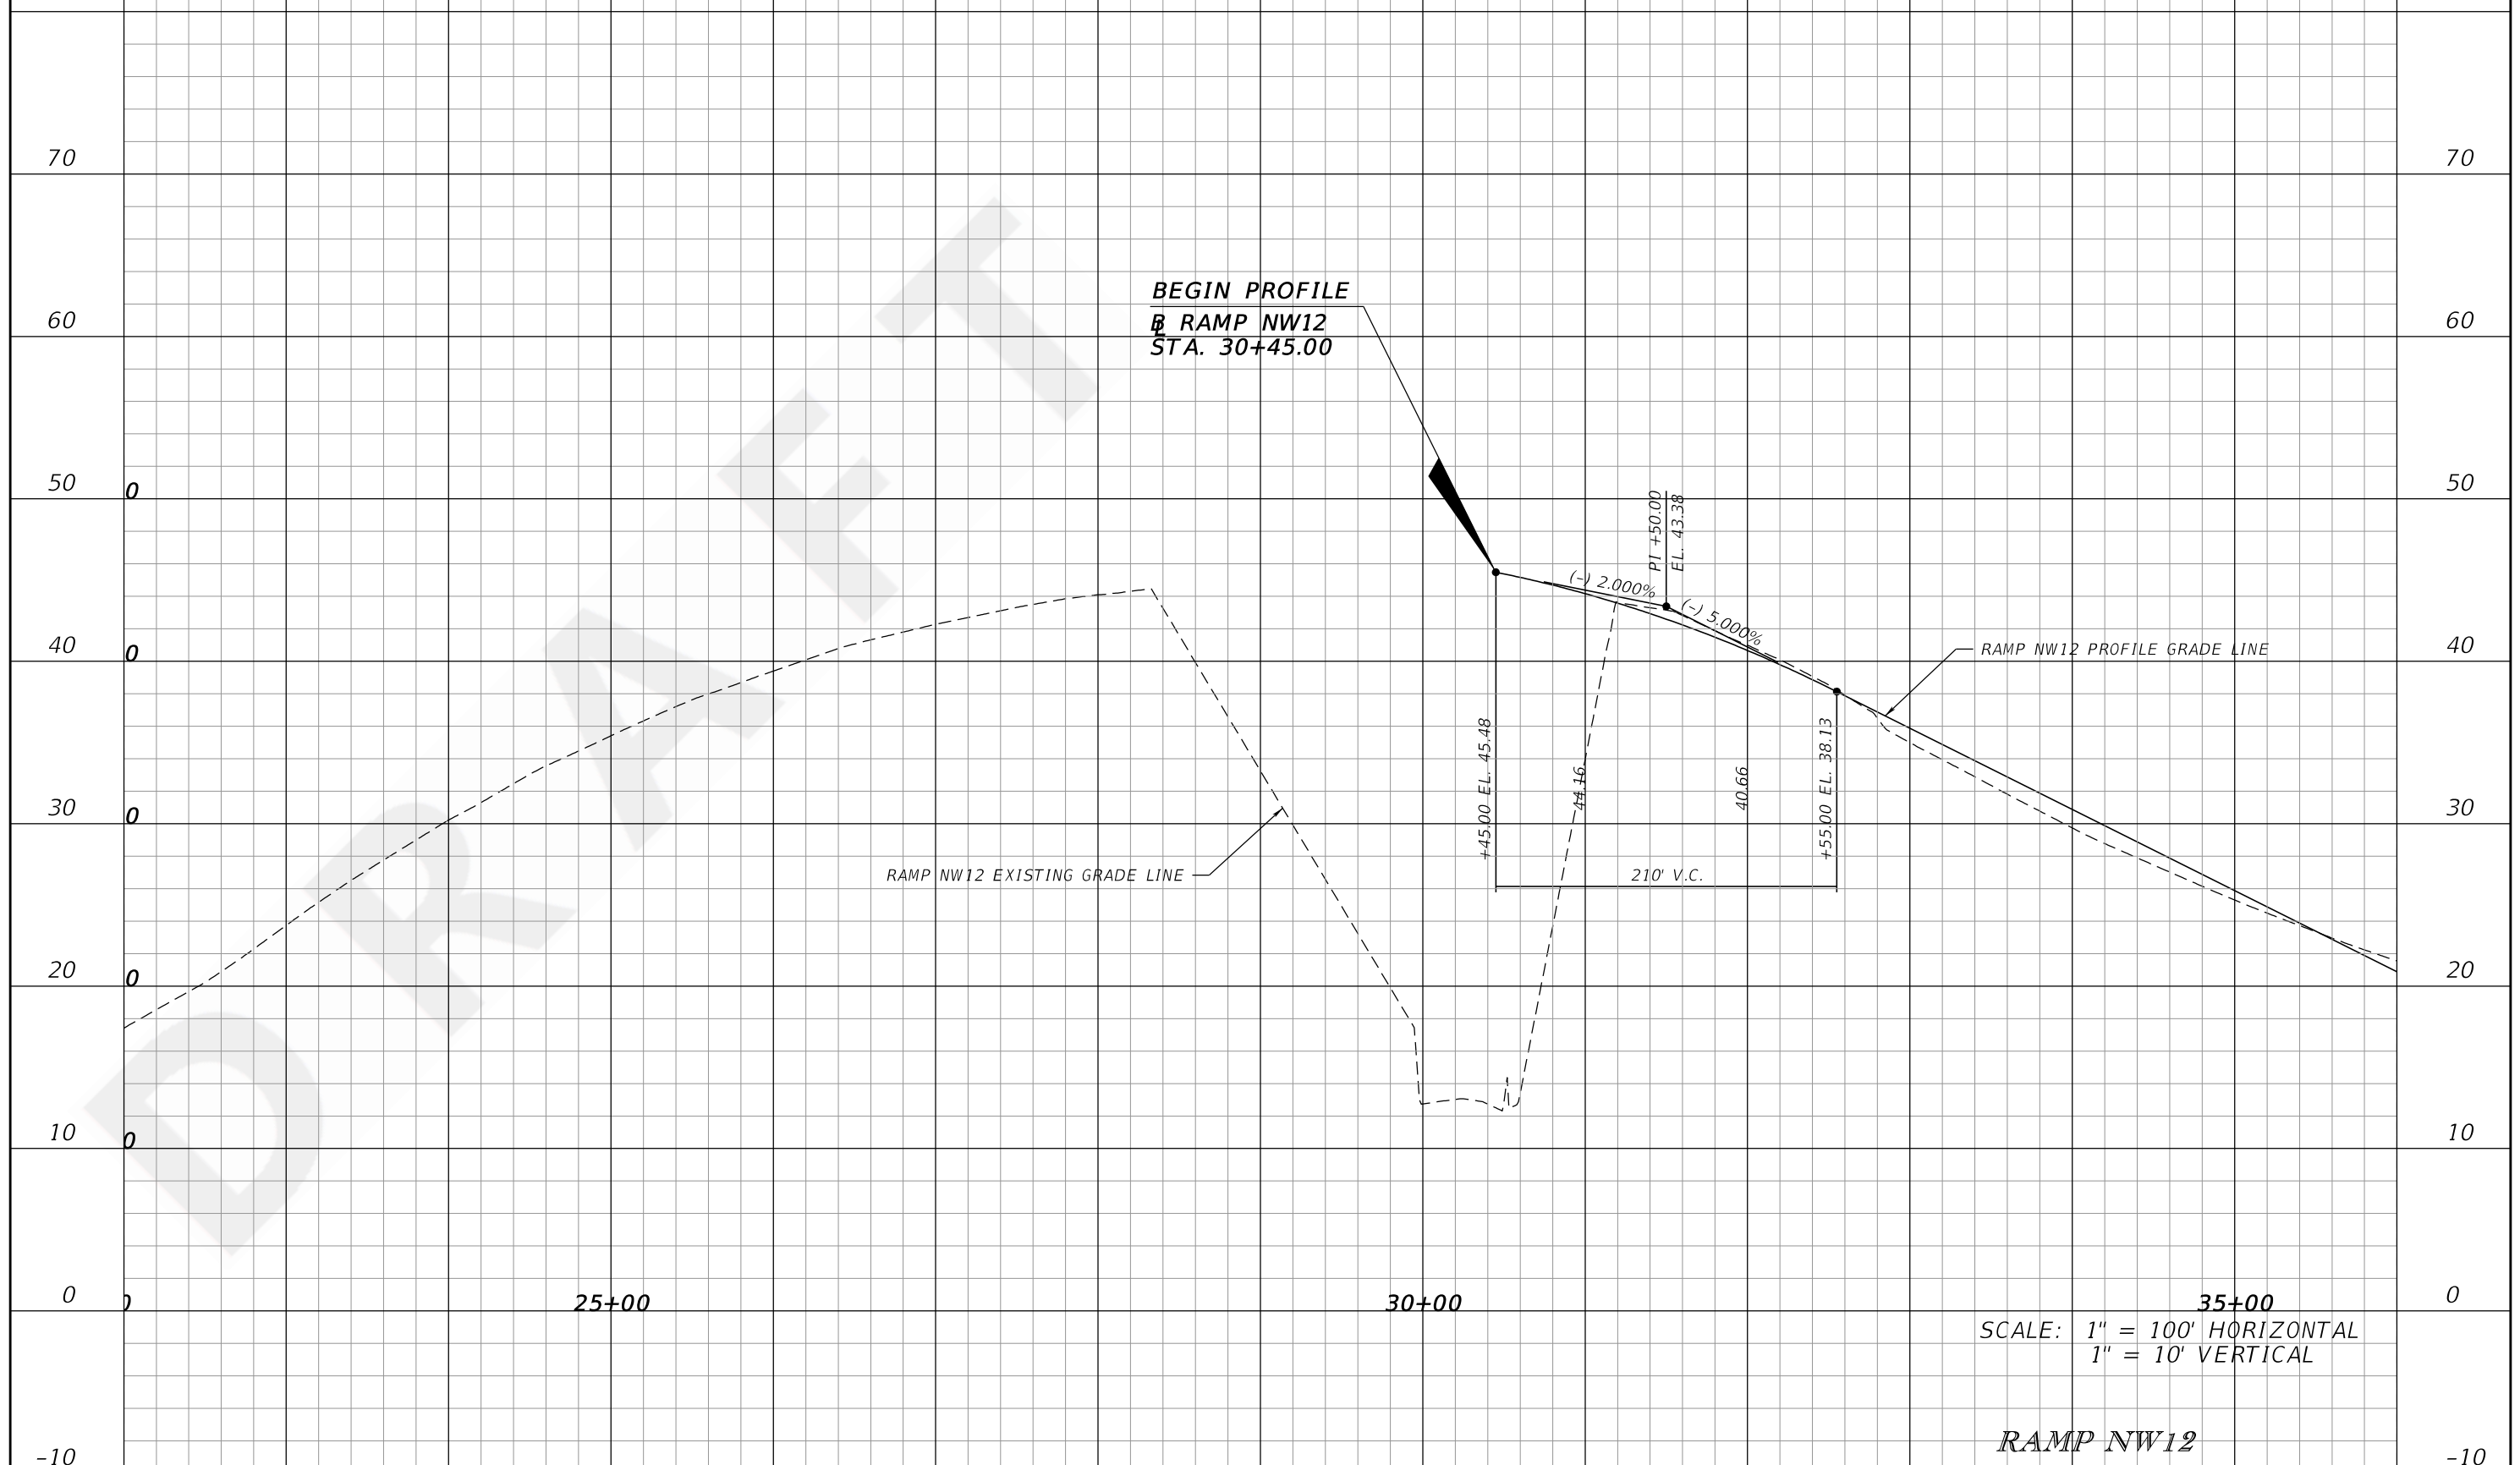 70
70
BEGIN PROFILE
60
60
BL RAMP NW12
STA. 30+45.00
50
0
50
PI +50.00
EL. 43.38
(-) 2.000%
(-) 5.000%
40
0
RAMP NW12 PROFILE GRADE LINE
40
+45.00 EL. 45.48
44.16
40.66
+55.00 EL. 38.13
30
0
30
RAMP NW12 EXISTING GRADE LINE
210' V.C.
20
0
20
10
0
10
0
0
25+00
30+00
35+00
0
SCALE: 1" = 100' HORIZONTAL
1" = 10' VERTICAL
RAMP NW12
-10
-10
DRAFT